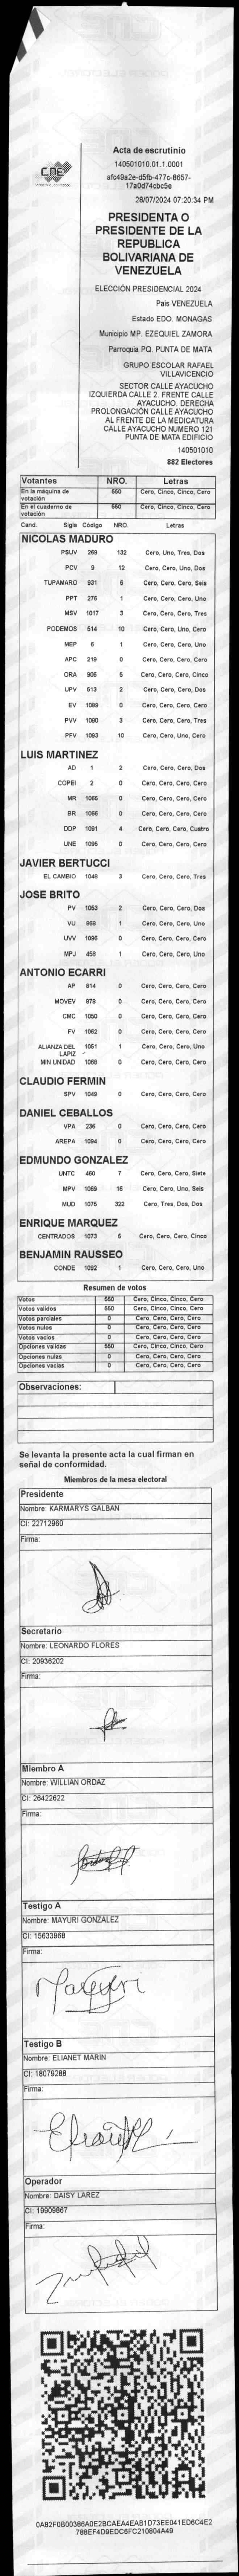 CNE
Acta de escrutinio
140501010.01.1.0001
afc49a2e-d5fb-477c-8657-
17a0d74cbc5e
28/07/2024 07:20:34 PM
PRESIDENTA O
PRESIDENTE DE LA
REPUBLICA
BOLIVARIANA DE
VENEZUELA
ELECCIÓN PRESIDENCIAL 2024
Pais VENEZUELA
Estado EDO. MONAGAS
Municipio MP. EZEQUIEL ZAMORA
Parroquia PQ. PUNTA DE MATA
GRUPO ESCOLAR RAFAEL
VILLAVICENCIO
SECTOR CALLE AYACUCHO
IZQUIERDA CALLE 2. FRENTE CALLE
AYACUCHO. DERECHA
PROLONGACIÓN CALLE AYACUCHO
AL FRENTE DE LA MEDICATURA
CALLE AYACUCHO NUMERO 121
PUNTA DE MATA EDIFICIO
140501010
882 Electores
Votantes NRO. Letras
En la máquina de votación 550 Cero, Cinco, Cinco, Cero
En el cuaderno de votación 550 Cero, Cinco, Cinco, Cero
Cand. Sigla Código NRO. Letras
NICOLAS MADURO
PSUV 269 132 Cero, Uno, Tres, Dos
PCV 9 12 Cero, Cero, Uno, Dos
TUPAMARO 931 6 Cero, Cero, Cero, Seis
PPT 276 1 Cero, Cero, Cero, Uno
MSV 1017 3 Cero, Cero, Cero, Tres
PODEMOS 514 10 Cero, Cero, Uno, Cero
MEP 6 1 Cero, Cero, Cero, Uno
APC 219 0 Cero, Cero, Cero, Cero
ORA 906 5 Cero, Cero, Cero, Cinco
UPV 513 2 Cero, Cero, Cero, Dos
EV 1089 0 Cero, Cero, Cero, Cero
PVV 1090 3 Cero, Cero, Cero, Tres
PFV 1093 10 Cero, Cero, Uno, Cero
LUIS MARTINEZ
AD 1 2 Cero, Cero, Cero, Dos
COPEI 2 0 Cero, Cero, Cero, Cero
MR 1065 0 Cero, Cero, Cero, Cero
BR 1066 0 Cero, Cero, Cero, Cero
DDP 1091 4 Cero, Cero, Cero, Cuatro
UNE 1095 0 Cero, Cero, Cero, Cero
JAVIER BERTUCCI
EL CAMBIO 1048 3 Cero, Cero, Cero, Tres
JOSE BRITO
PV 1053 2 Cero, Cero, Cero, Dos
VU 969 1 Cero, Cero, Cero, Uno
UVV 1096 0 Cero, Cero, Cero, Cero
MPJ 458 1 Cero, Cero, Cero, Uno
ANTONIO ECARRI
AP 914 0 Cero, Cero, Cero, Cero
MOVEV 879 0 Cero, Cero, Cero, Cero
CMC 1050 0 Cero, Cero, Cero, Cero
FV 1062 0 Cero, Cero, Cero, Cero
ALIANZA DEL LAPIZ 1051 1 Cero, Cero, Cero, Uno
MIN UNIDAD 1068 0 Cero, Cero, Cero, Cero
CLAUDIO FERMIN
SPV 1049 0 Cero, Cero, Cero, Cero
DANIEL CEBALLOS
VPA 236 0 Cero, Cero, Cero, Cero
AREPA 1094 0 Cero, Cero, Cero, Cero
EDMUNDO GONZALEZ
UNTC 460 7 Cero, Cero, Cero, Siete
MPV 1069 16 Cero, Cero, Uno, Seis
MUD 1075 322 Cero, Tres, Dos, Dos
ENRIQUE MARQUEZ
CENTRADOS 1073 5 Cero, Cero, Cero, Cinco
BENJAMIN RAUSSEO
CONDE 1092 1 Cero, Cero, Cero, Uno
Resumen de votos
Votos 550 Cero, Cinco, Cinco, Cero
Votos validos 550 Cero, Cinco, Cinco, Cero
Votos parciales 0 Cero, Cero, Cero, Cero
Votos nulos 0 Cero, Cero, Cero, Cero
Votos vacios 0 Cero, Cero, Cero, Cero
Opciones validas 550 Cero, Cinco, Cinco, Cero
Opciones nulas 0 Cero, Cero, Cero, Cero
Opciones vacias 0 Cero, Cero, Cero, Cero
Observaciones:
Se levanta la presente acta la cual firman en
señal de conformidad.
Miembros de la mesa electoral
Presidente
Nombre: KARMARYS GALBAN
CI: 22712960
Firma:
Secretario
Nombre: LEONARDO FLORES
CI: 20936202
Firma:
Miembro A
Nombre: WILLIAN ORDAZ
CI: 26422622
Firma:
Testigo A
Nombre: MAYURI GONZALEZ
CI: 15633968
Firma:
Mayuri
Testigo B
Nombre: ELIANET MARIN
CI: 18079288
Firma:
Operador
Nombre: DAISY LAREZ
CI: 19909867
Firma:
0AB2F0B00386A0E2BCAEA4EAB1D73EE041ED6C4E2
788EF4D9EDC6FC210804A49